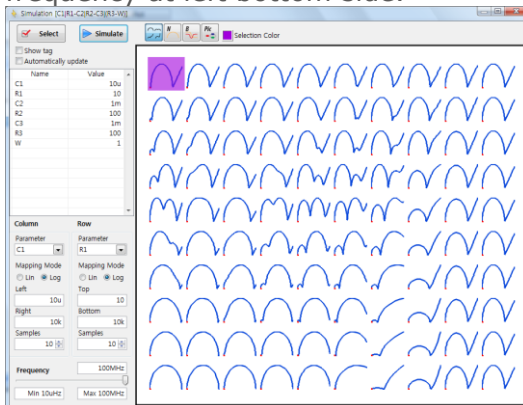 frequency at left bottom side.
Simulation [C1[R1-C2[R2-C3[R3-W]]
Select
Simulate
N
B
Selection Color
Show tag
Automatically update
Name Value
C1 10u
R1 10
C2 1m
R2 100
C3 1m
R3 100
W 1
Column Row
Parameter Parameter
C1 R1
Mapping Mode Mapping Mode
Lin Log Lin Log
Left Top
10u 10
Right Bottom
10k 10k
Samples Samples
10 10
Frequency 100MHz
Min 10uHz Max 100MHz